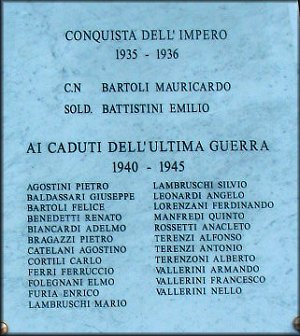 CONQUISTA DELL'IMPERO
1935 - 1936
C.N BARTOLI MAURICARDO
SOLD. BATTISTINI EMILIO
AI CADUTI DELL'ULTIMA GUERRA
1940 - 1945
AGOSTINI PIETRO
BALDASSARI GIUSEPPE
BARTOLI FELICE
BENEDETTI RENATO
BIANCARDI ADELMO
BRAGAZZI PIETRO
CATELANI AGOSTINO
CORTILI CARLO
FERRI FERRUCCIO
FOLEGNANI ELMO
FURIA ENRICO
LAMBRUSCHI MARIO
LAMBRUSCHI SILVIO
LEONARDI ANGELO
LORENZANI FERDINANDO
MANFREDI QUINTO
ROSSETTI ANACLETO
TERENZI ALFONSO
TERENZI ANTONIO
TERENZONI ALBERTO
VALLERINI ARMANDO
VALLERINI FRANCESCO
VALLERINI NELLO